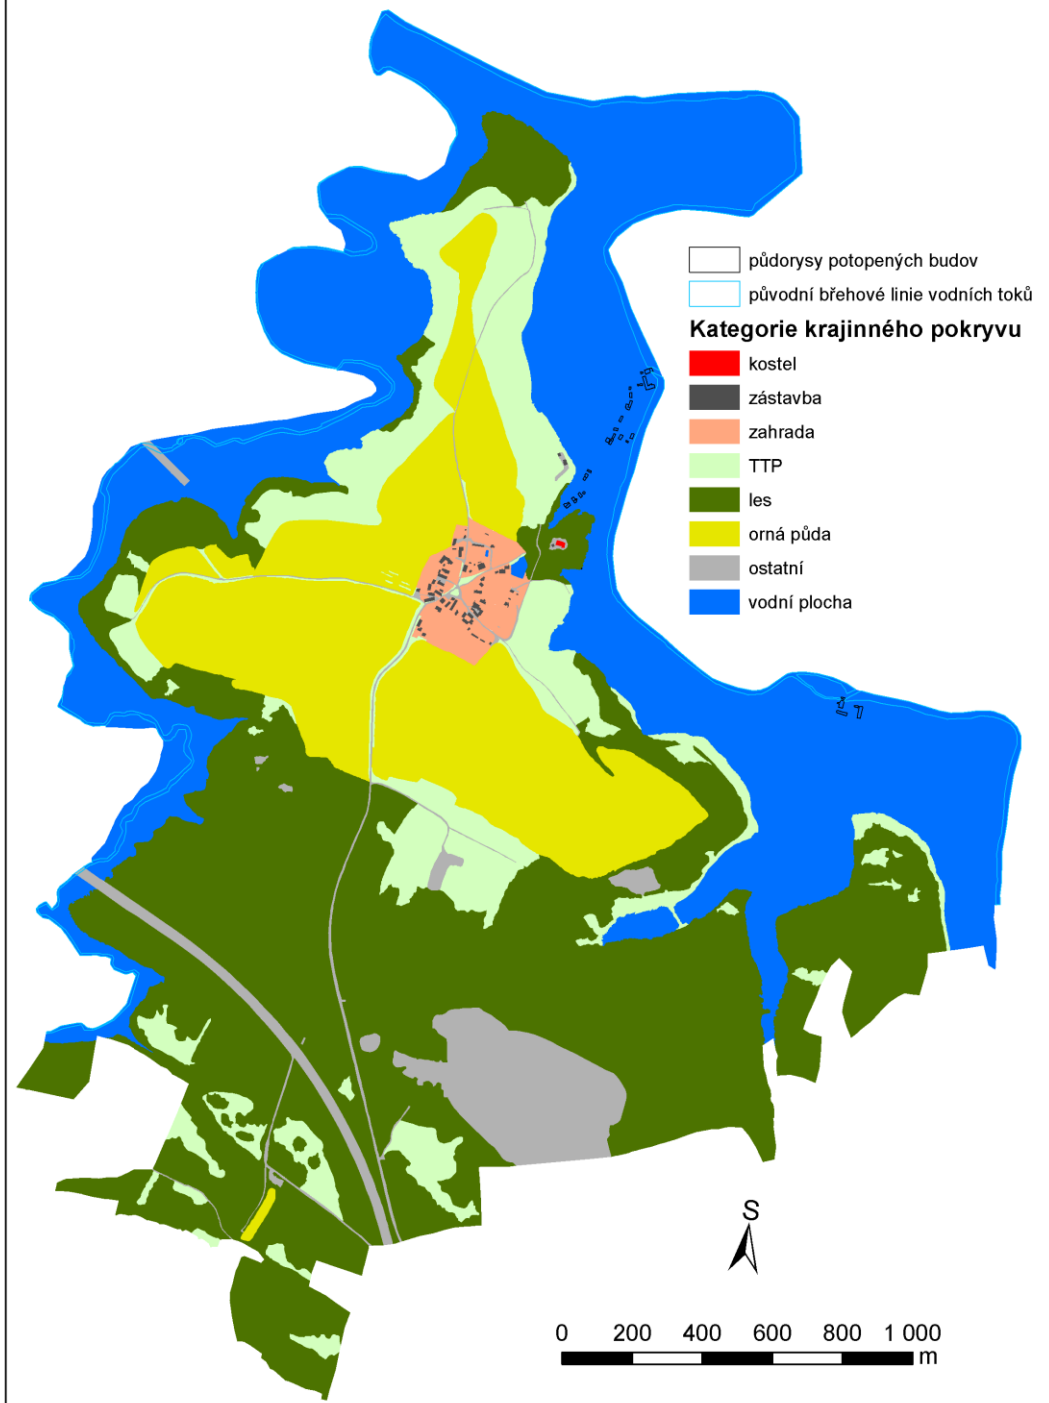 půdorysy potopených budov
původní břehové linie vodních toků
Kategorie krajinného pokryvu
kostel
zástavba
zahrada
TTP
les
orná půda
ostatní
vodní plocha
S
0 200 400 600 800 1 000
m